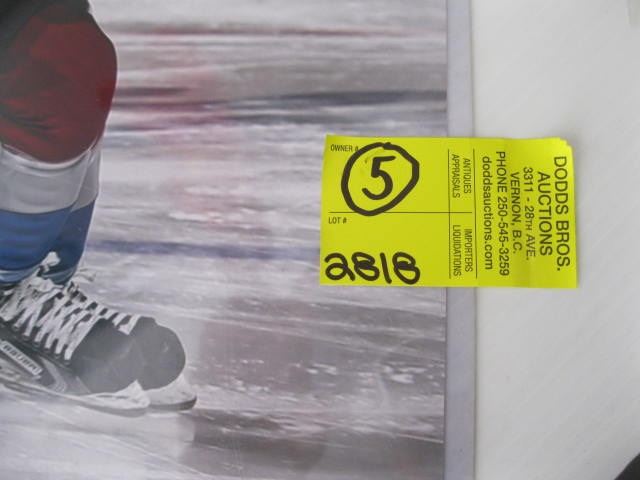 OWNER #
5
LOT #
2818
ANTIQUES
APPRAISALS
IMPORTERS
LIQUIDATIONS
DODDS BROS.
AUCTIONS
3311 - 28TH AVE.
VERNON, B.C.
PHONE 250-545-3259
doddsauctions.com
BAUER